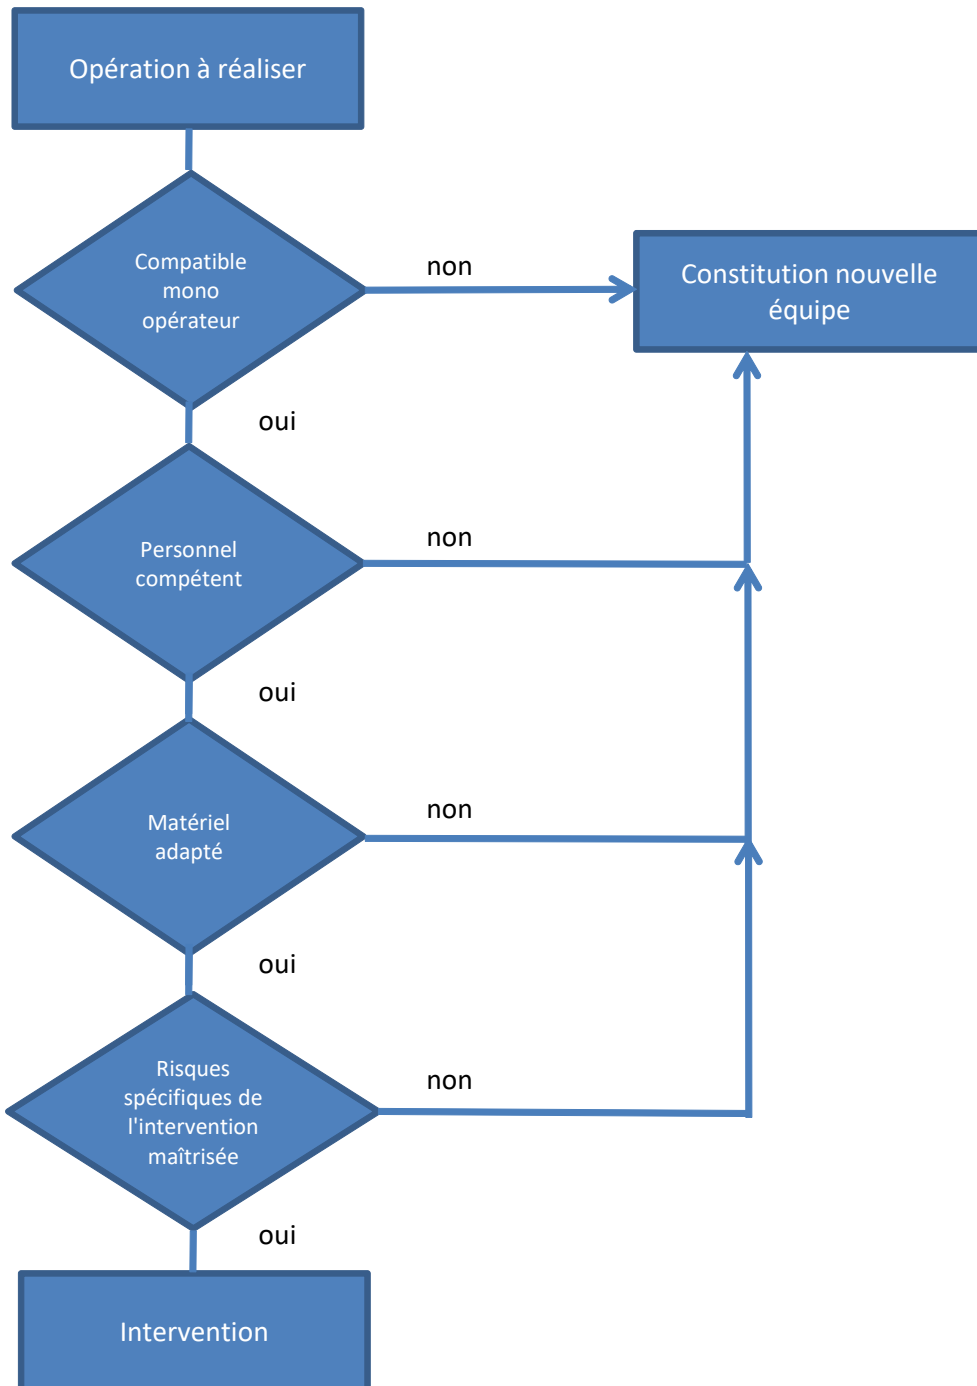 Opération à réaliser
Compatible
mono
opérateur
non
Constitution nouvelle
équipe
oui
Personnel
compétent
non
oui
Matériel
adapté
non
oui
Risques
spécifiques de
l'intervention
maîtrisée
non
oui
Intervention